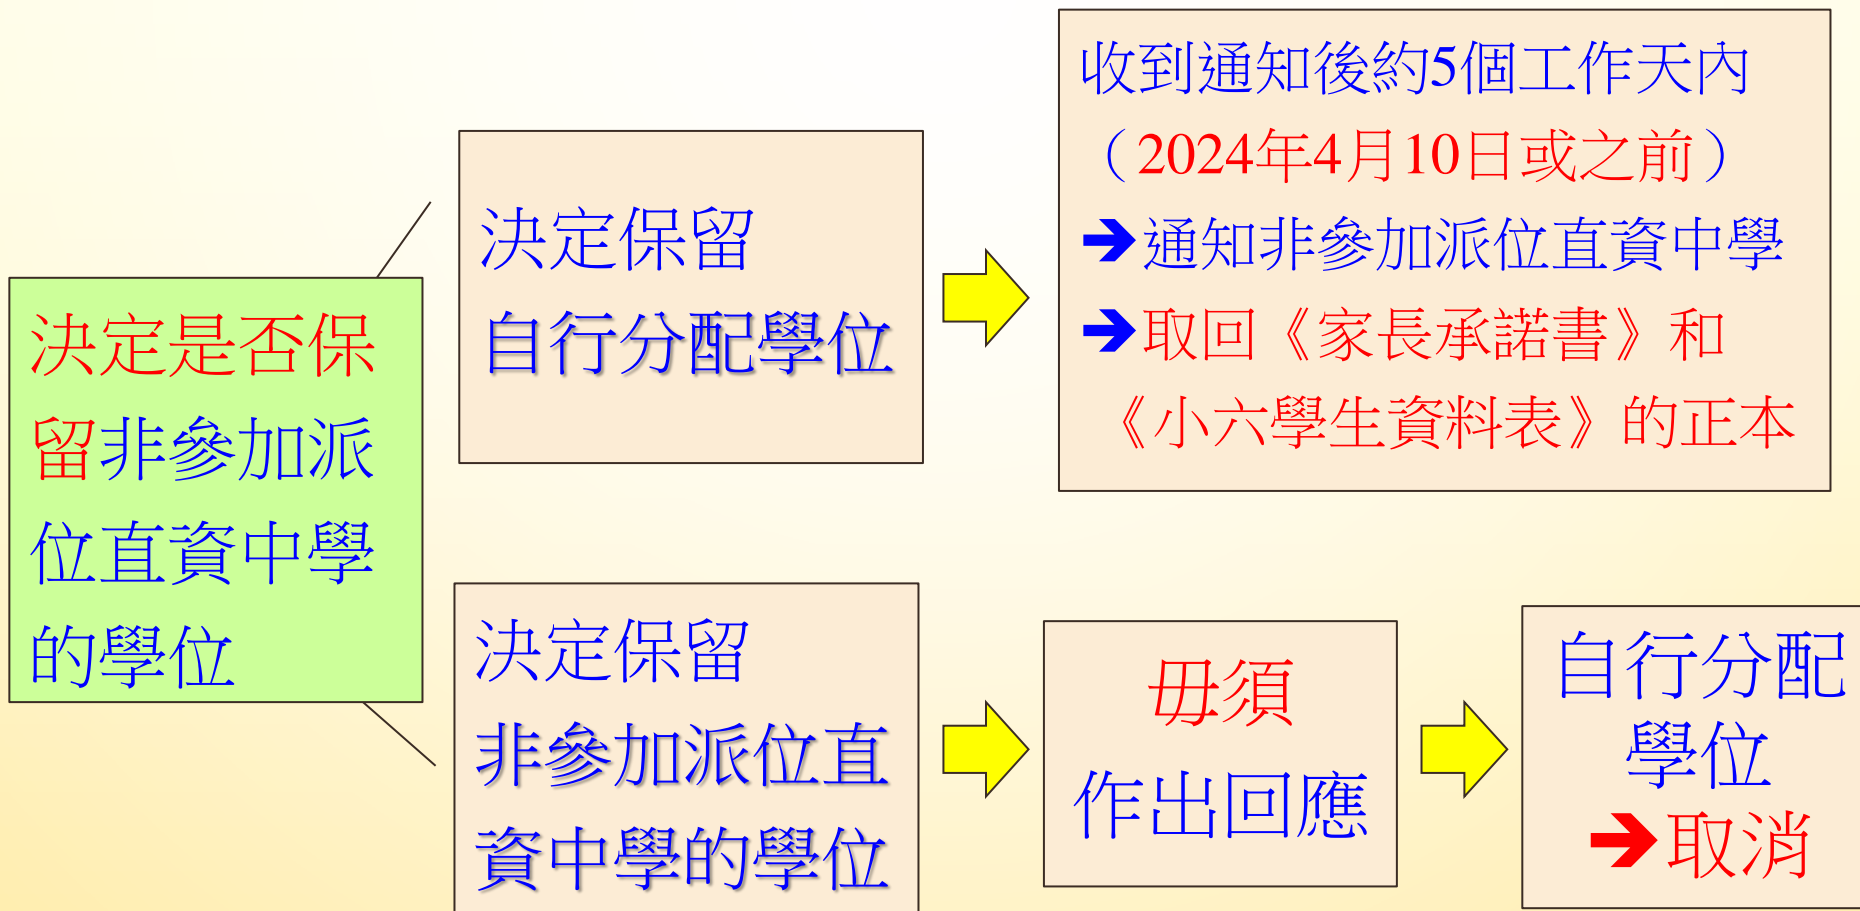 決定是否保
留非參加派
位直資中學
的學位
決定保留
自行分配學位
收到通知後約5個工作天內
（2024年4月10日或之前）
➔通知非參加派位直資中學
➔取回《家長承諾書》和
《小六學生資料表》的正本
決定保留
非參加派位直
資中學的學位
毋須
作出回應
自行分配
學位
➔取消